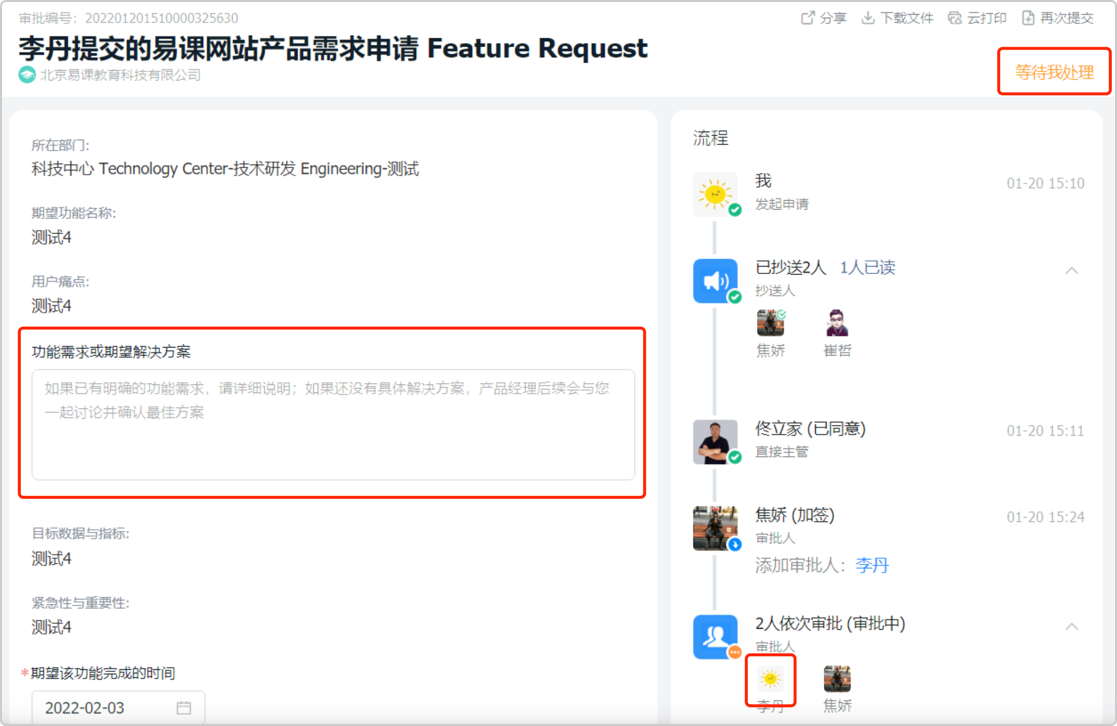 审批编号：202201201510000325630
分享 下载文件 云打印 再次提交
李丹提交的易课网站产品需求申请 Feature Request
北京易课教育科技有限公司
等待我处理
所在部门:
科技中心 Technology Center-技术研发 Engineering-测试
期望功能名称:
测试4
用户痛点:
测试4
功能需求或期望解决方案
如果已有明确的功能需求，请详细说明；如果还没有具体解决方案，产品经理后续会与您
一起讨论并确认最佳方案
目标数据与指标:
测试4
紧急性与重要性:
测试4
*期望该功能完成的时间
2022-02-03
流程
我
01-20 15:10
发起申请
已抄送2人 1人已读
抄送人
焦娇 崔哲
佟立家 (已同意)
01-20 15:11
直接主管
焦娇 (加签)
01-20 15:24
审批人
添加审批人：李丹
2人依次审批 (审批中)
审批人
李丹 焦娇